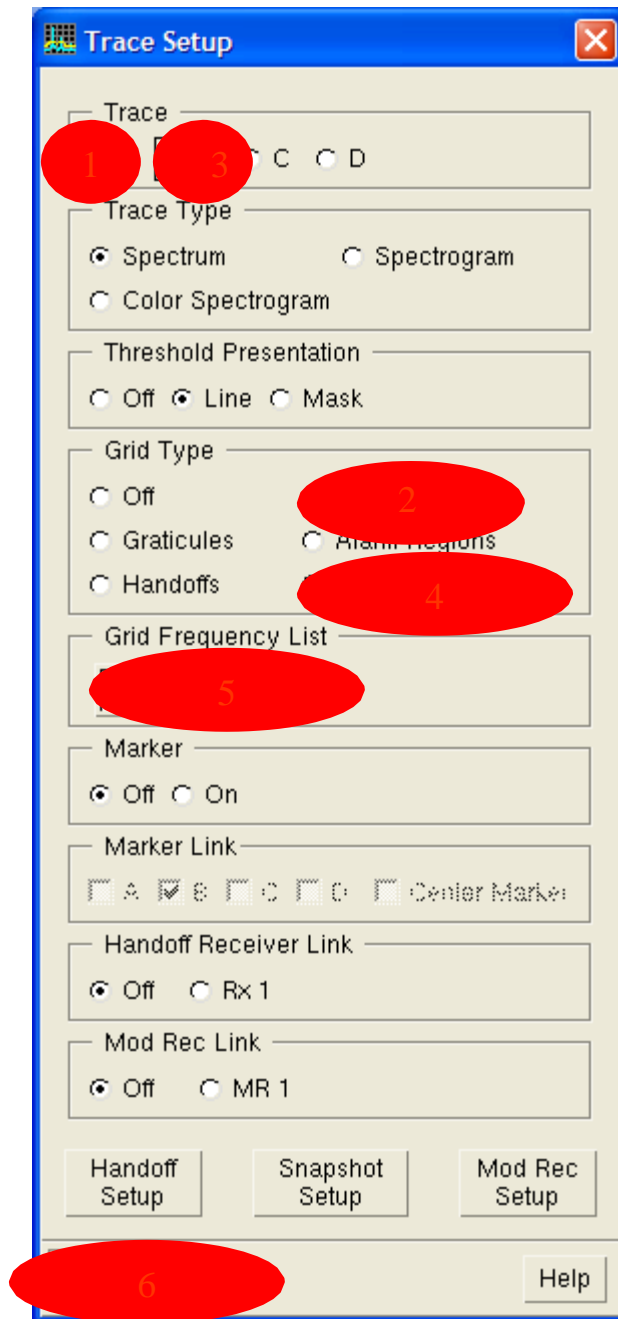 Trace Setup
Trace
1 3 C D
Trace Type
Spectrum Spectrogram
Color Spectrogram
Threshold Presentation
Off Line Mask
Grid Type
Off 2
Graticules Alarm Regions
Handoffs 4
Grid Frequency List
5
Marker
Off On
Marker Link
A B C D Center Marker
Handoff Receiver Link
Off Rx 1
Mod Rec Link
Off MR 1
Handoff Setup Snapshot Setup Mod Rec Setup
6 Help